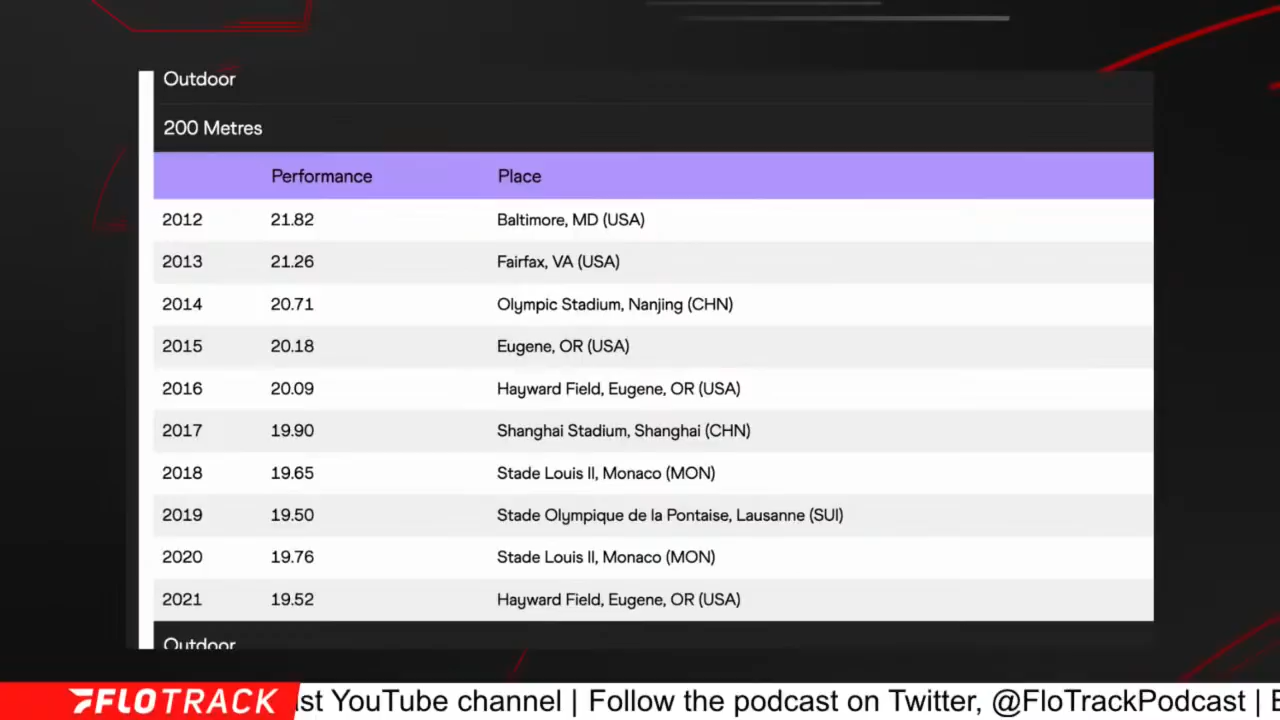 Outdoor
200 Metres
Performance Place
2012 21.82 Baltimore, MD (USA)
2013 21.26 Fairfax, VA (USA)
2014 20.71 Olympic Stadium, Nanjing (CHN)
2015 20.18 Eugene, OR (USA)
2016 20.09 Hayward Field, Eugene, OR (USA)
2017 19.90 Shanghai Stadium, Shanghai (CHN)
2018 19.65 Stade Louis II, Monaco (MON)
2019 19.50 Stade Olympique de la Pontaise, Lausanne (SUI)
2020 19.76 Stade Louis II, Monaco (MON)
2021 19.52 Hayward Field, Eugene, OR (USA)
Outdoor
FLOTRACK st YouTube channel | Follow the podcast on Twitter, @FloTrackPodcast |